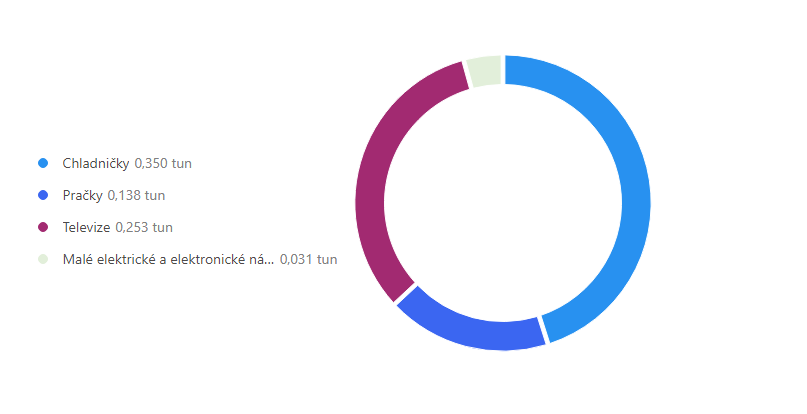 Chladničky 0,350 tun
Pračky 0,138 tun
Televize 0,253 tun
Malé elektrické a elektronické ná... 0,031 tun